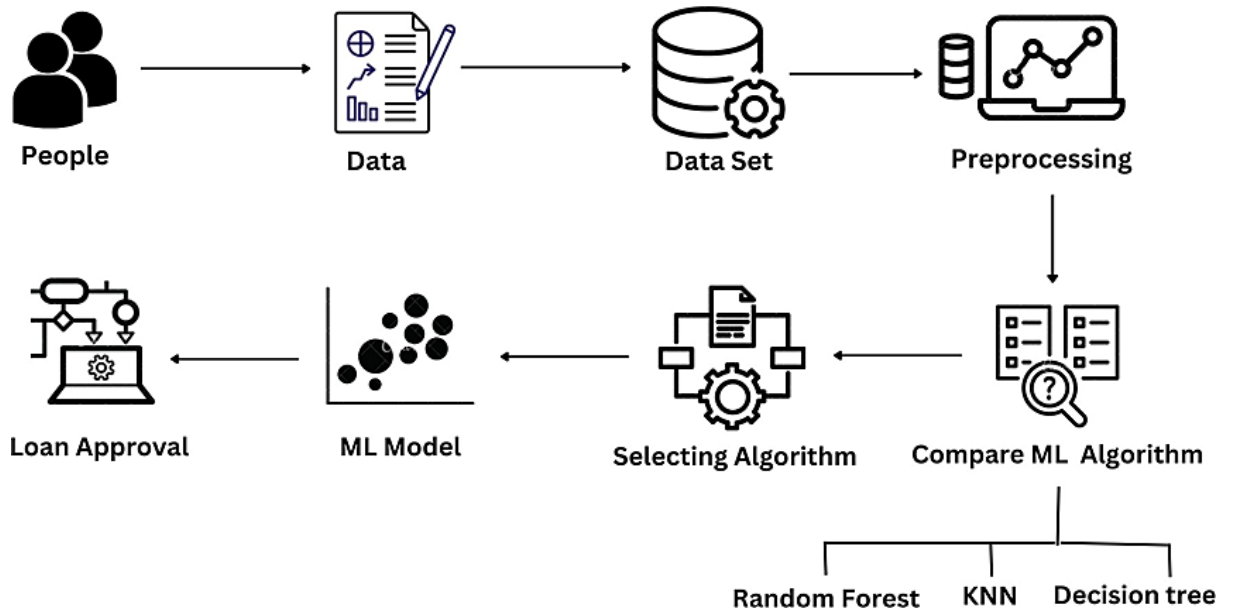 People
Data
Data Set
Preprocessing
Loan Approval
ML Model
Selecting Algorithm
Compare ML Algorithm
?
Random Forest
KNN
Decision tree